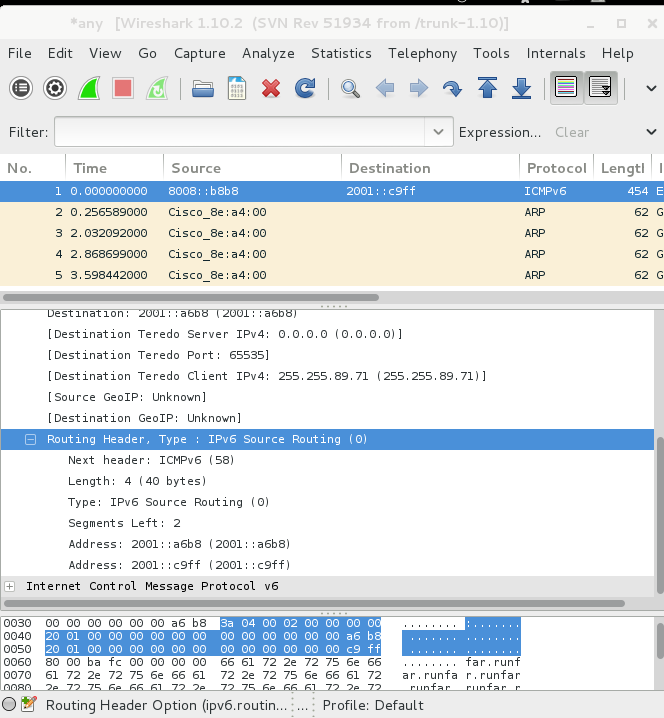 *any [Wireshark 1.10.2 (SVN Rev 51934 from /trunk-1.10)]
File Edit View Go Capture Analyze Statistics Telephony Tools Internals Help
Filter: Expression... Clear
No. Time Source Destination Protocol Lengtl I
1 0.000000000 8008::b8b8 2001::c9ff ICMPv6 454 E
2 0.256589000 Cisco_8e:a4:00 ARP 62 G
3 2.032092000 Cisco_8e:a4:00 ARP 62 G
4 2.868699000 Cisco_8e:a4:00 ARP 62 G
5 3.598442000 Cisco_8e:a4:00 ARP 62 G
Destination: 2001::a6b8 (2001::a6b8)
[Destination Teredo Server IPv4: 0.0.0.0 (0.0.0.0)]
[Destination Teredo Port: 65535]
[Destination Teredo Client IPv4: 255.255.89.71 (255.255.89.71)]
[Source GeoIP: Unknown]
[Destination GeoIP: Unknown]
Routing Header, Type : IPv6 Source Routing (0)
Next header: ICMPv6 (58)
Length: 4 (40 bytes)
Type: IPv6 Source Routing (0)
Segments Left: 2
Address: 2001::a6b8 (2001::a6b8)
Address: 2001::c9ff (2001::c9ff)
Internet Control Message Protocol v6
0030 00 00 00 00 00 00 a6 b8 3a 04 00 02 00 00 00 00 ........ :.......
0040 20 01 00 00 00 00 00 00 00 00 00 00 00 00 a6 b8 ........ ........
0050 20 01 00 00 00 00 00 00 00 00 00 00 00 00 c9 ff ........ ........
0060 80 00 ba fc 00 00 00 00 66 61 72 2e 72 75 6e 66 ........ far.runf
0070 61 72 2e 72 75 6e 66 61 72 2e 72 75 6e 66 61 72 ar.runfa r.runfar
0080 2e 72 75 6e 66 61 72 2e 72 75 6e 66 61 72 2e 72 .runfar. runfar.r
Routing Header Option (ipv6.routin... ... Profile: Default